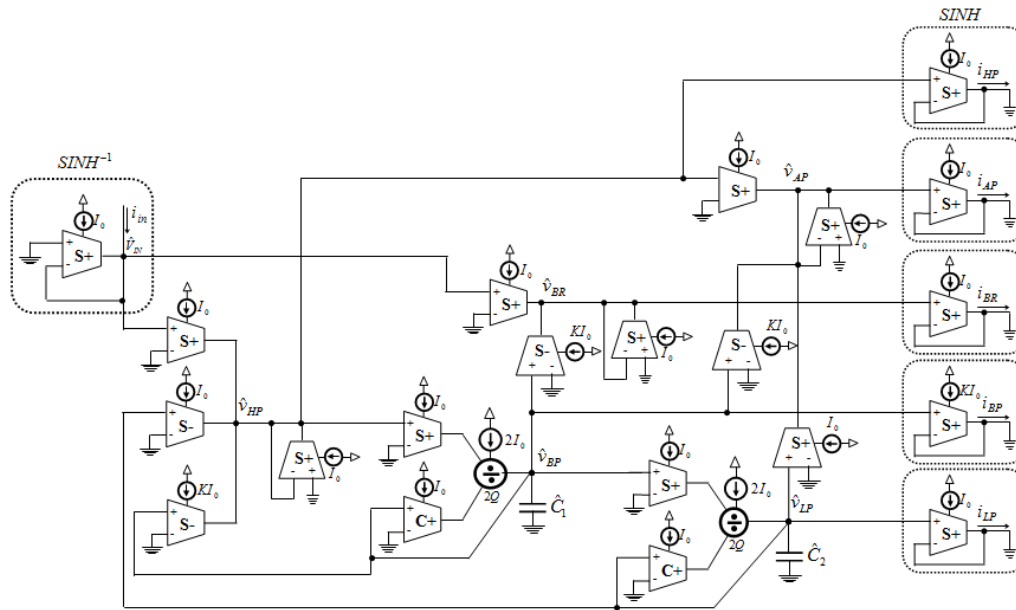 SINH
I₀
i_HP
+
S+
-
SINH⁻¹
I₀
i_in
V̂_IN
+
S+
-
I₀
v̂_AP
+
S+
-
S+
- +
I₀
I₀
i_AP
+
S+
-
I₀
v̂_BR
+
S+
-
S-
+ -
KI₀
S+
- +
I₀
S-
+ -
KI₀
I₀
i_BR
+
S+
-
I₀
+
S+
-
I₀
+
S-
-
v̂_HP
S+
- +
I₀
I₀
+
S+
-
2I₀
÷
2Q
v̂_BP
Ĉ₁
KI₀
i_BP
+
S+
-
KI₀
+
S-
-
I₀
+
C+
-
I₀
+
S+
-
2I₀
÷
2Q
S+
+ -
I₀
v̂_LP
Ĉ₂
I₀
+
C+
-
I₀
i_LP
+
S+
-